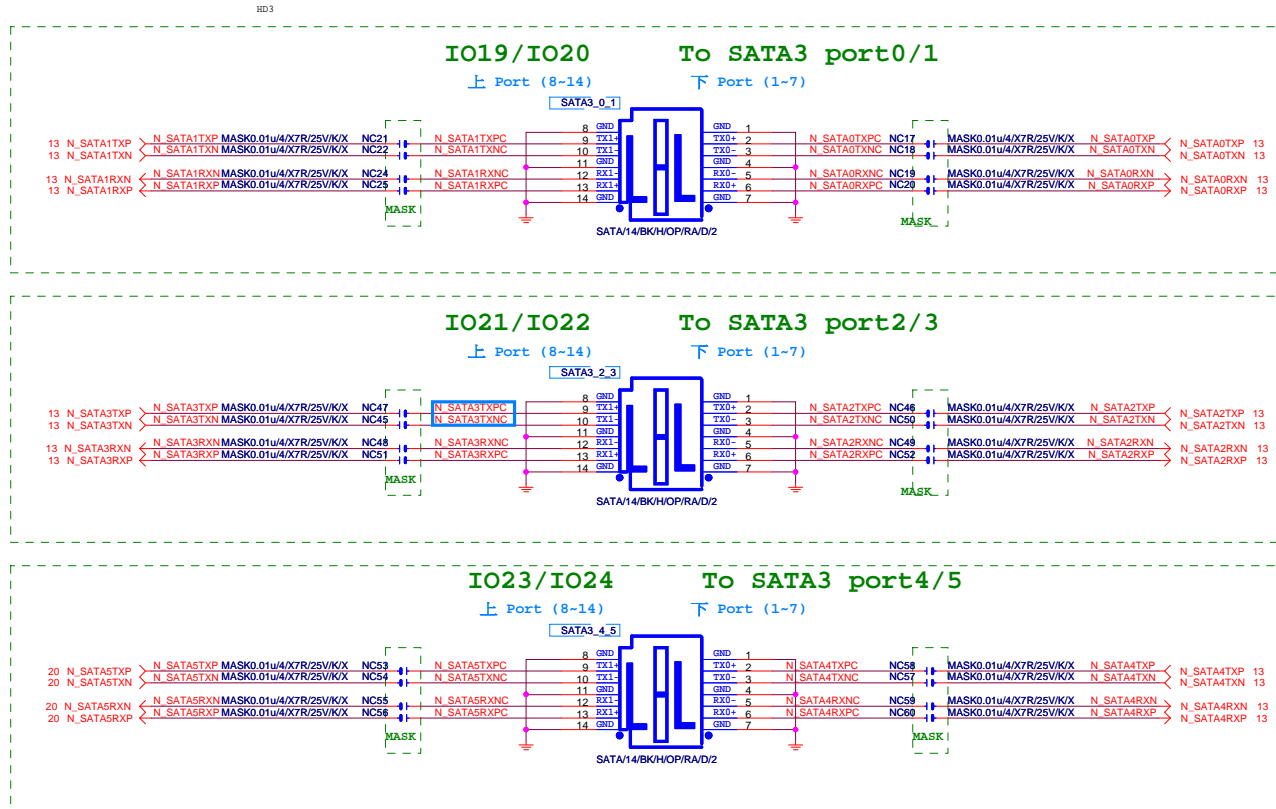 HD3
IO19/IO20 To SATA3 port0/1
上 Port (8~14) 下 Port (1~7)
SATA3_0_1
8 GND GND 1
13 N_SATA1TXP N_SATA1TXP MASK0.01u/4/X7R/25V/K/X NC21 N_SATA1TXPC 9 TX1+ TX0+ 2 N_SATA0TXPC NC17 MASK0.01u/4/X7R/25V/K/X N_SATA0TXP N_SATA0TXP 13
13 N_SATA1TXN N_SATA1TXN MASK0.01u/4/X7R/25V/K/X NC22 N_SATA1TXNC 10 TX1- TX0- 3 N_SATA0TXNC NC18 MASK0.01u/4/X7R/25V/K/X N_SATA0TXN N_SATA0TXN 13
11 GND GND 4
13 N_SATA1RXN N_SATA1RXN MASK0.01u/4/X7R/25V/K/X NC24 N_SATA1RXNC 12 RX1- RX0- 5 N_SATA0RXNC NC19 MASK0.01u/4/X7R/25V/K/X N_SATA0RXN N_SATA0RXN 13
13 N_SATA1RXP N_SATA1RXP MASK0.01u/4/X7R/25V/K/X NC25 N_SATA1RXPC 13 RX1+ RX0+ 6 N_SATA0RXPC NC20 MASK0.01u/4/X7R/25V/K/X N_SATA0RXP N_SATA0RXP 13
14 GND GND 7
MASK MASK
SATA/14/BK/H/OP/RA/D/2
IO21/IO22 To SATA3 port2/3
上 Port (8~14) 下 Port (1~7)
SATA3_2_3
8 GND GND 1
13 N_SATA3TXP N_SATA3TXP MASK0.01u/4/X7R/25V/K/X NC47 N_SATA3TXPC 9 TX1+ TX0+ 2 N_SATA2TXPC NC46 MASK0.01u/4/X7R/25V/K/X N_SATA2TXP N_SATA2TXP 13
13 N_SATA3TXN N_SATA3TXN MASK0.01u/4/X7R/25V/K/X NC45 N_SATA3TXNC 10 TX1- TX0- 3 N_SATA2TXNC NC50 MASK0.01u/4/X7R/25V/K/X N_SATA2TXN N_SATA2TXN 13
11 GND GND 4
13 N_SATA3RXN N_SATA3RXN MASK0.01u/4/X7R/25V/K/X NC48 N_SATA3RXNC 12 RX1- RX0- 5 N_SATA2RXNC NC49 MASK0.01u/4/X7R/25V/K/X N_SATA2RXN N_SATA2RXN 13
13 N_SATA3RXP N_SATA3RXP MASK0.01u/4/X7R/25V/K/X NC51 N_SATA3RXPC 13 RX1+ RX0+ 6 N_SATA2RXPC NC52 MASK0.01u/4/X7R/25V/K/X N_SATA2RXP N_SATA2RXP 13
14 GND GND 7
MASK MASK
SATA/14/BK/H/OP/RA/D/2
IO23/IO24 To SATA3 port4/5
上 Port (8~14) 下 Port (1~7)
SATA3_4_5
8 GND GND 1
20 N_SATA5TXP N_SATA5TXP MASK0.01u/4/X7R/25V/K/X NC53 N_SATA5TXPC 9 TX1+ TX0+ 2 N_SATA4TXPC NC58 MASK0.01u/4/X7R/25V/K/X N_SATA4TXP N_SATA4TXP 13
20 N_SATA5TXN N_SATA5TXN MASK0.01u/4/X7R/25V/K/X NC54 N_SATA5TXNC 10 TX1- TX0- 3 N_SATA4TXNC NC57 MASK0.01u/4/X7R/25V/K/X N_SATA4TXN N_SATA4TXN 13
11 GND GND 4
20 N_SATA5RXN N_SATA5RXN MASK0.01u/4/X7R/25V/K/X NC55 N_SATA5RXNC 12 RX1- RX0- 5 N_SATA4RXNC NC59 MASK0.01u/4/X7R/25V/K/X N_SATA4RXN N_SATA4RXN 13
20 N_SATA5RXP N_SATA5RXP MASK0.01u/4/X7R/25V/K/X NC56 N_SATA5RXPC 13 RX1+ RX0+ 6 N_SATA4RXPC NC60 MASK0.01u/4/X7R/25V/K/X N_SATA4RXP N_SATA4RXP 13
14 GND GND 7
MASK MASK
SATA/14/BK/H/OP/RA/D/2